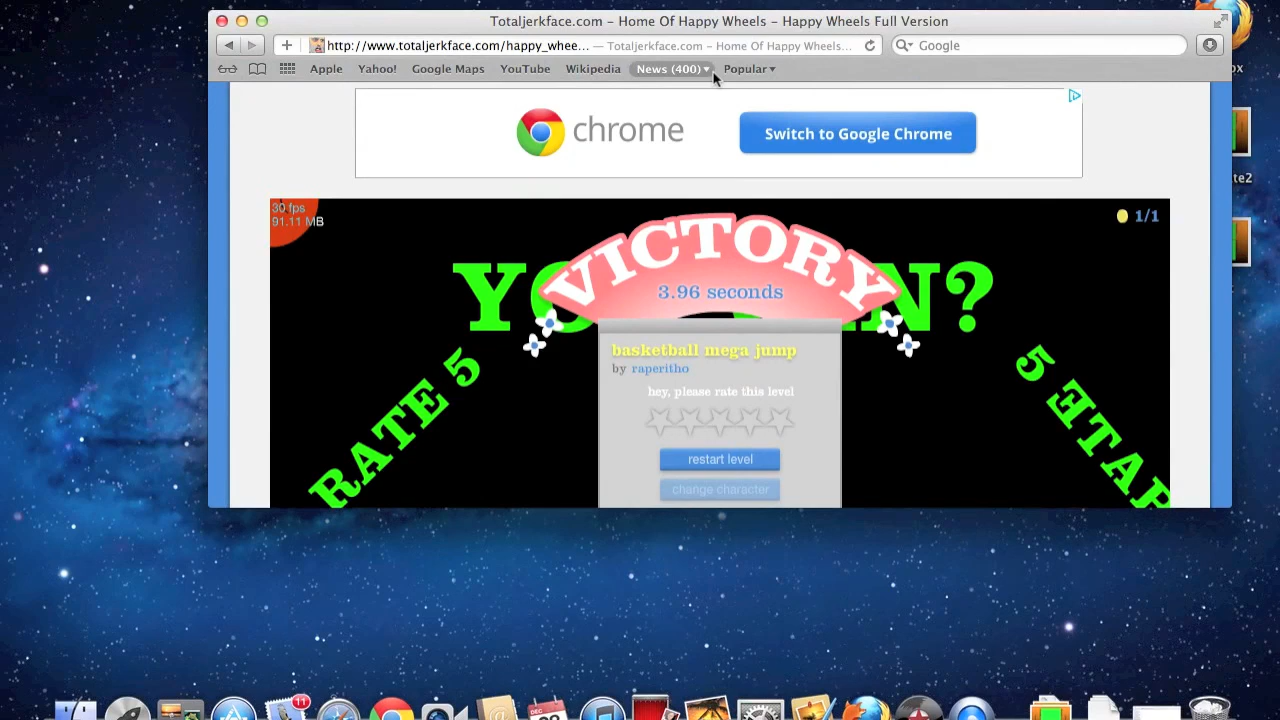 Totaljerkface.com – Home Of Happy Wheels – Happy Wheels Full Version
http://www.totaljerkface.com/happy_whee... — Totaljerkface.com – Home Of Happy Wheels... Google
Apple Yahoo! Google Maps YouTube Wikipedia News (400) Popular
chrome Switch to Google Chrome
30 fps
91.11 MB
1/1
VICTORY
3.96 seconds
basketball mega jump
by raperitho
hey, please rate this level
RATE 5
restart level
change character
11
DEC